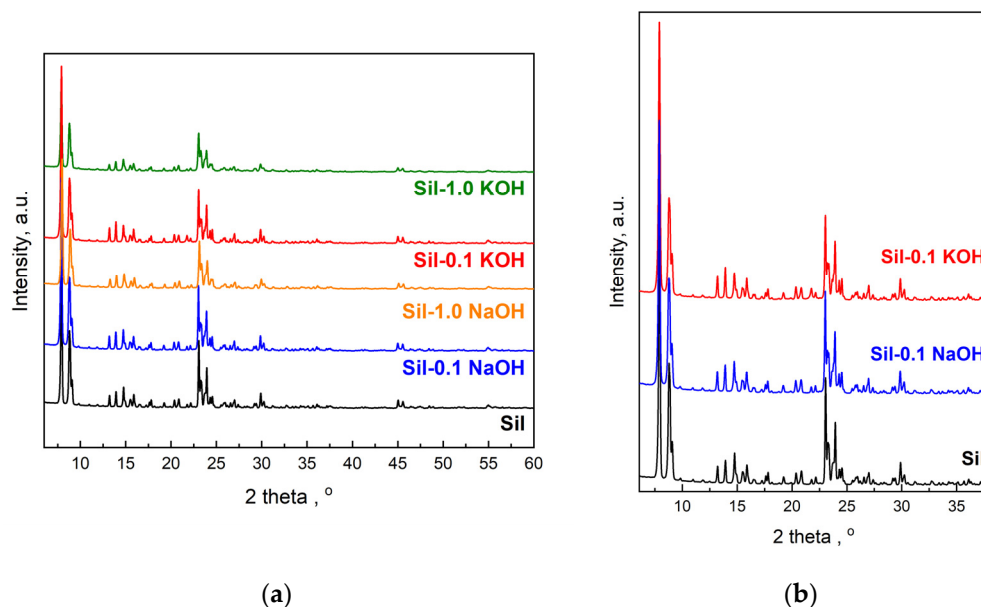 Intensity, a.u.
Sil-1.0 KOH
Sil-0.1 KOH
Sil-1.0 NaOH
Sil-0.1 NaOH
Sil
10 15 20 25 30 35 40 45 50 55 60
2 theta , °
(a)
Intensity, a.u.
Sil-0.1 KOH
Sil-0.1 NaOH
Sil
10 15 20 25 30 35
2 theta , °
(b)